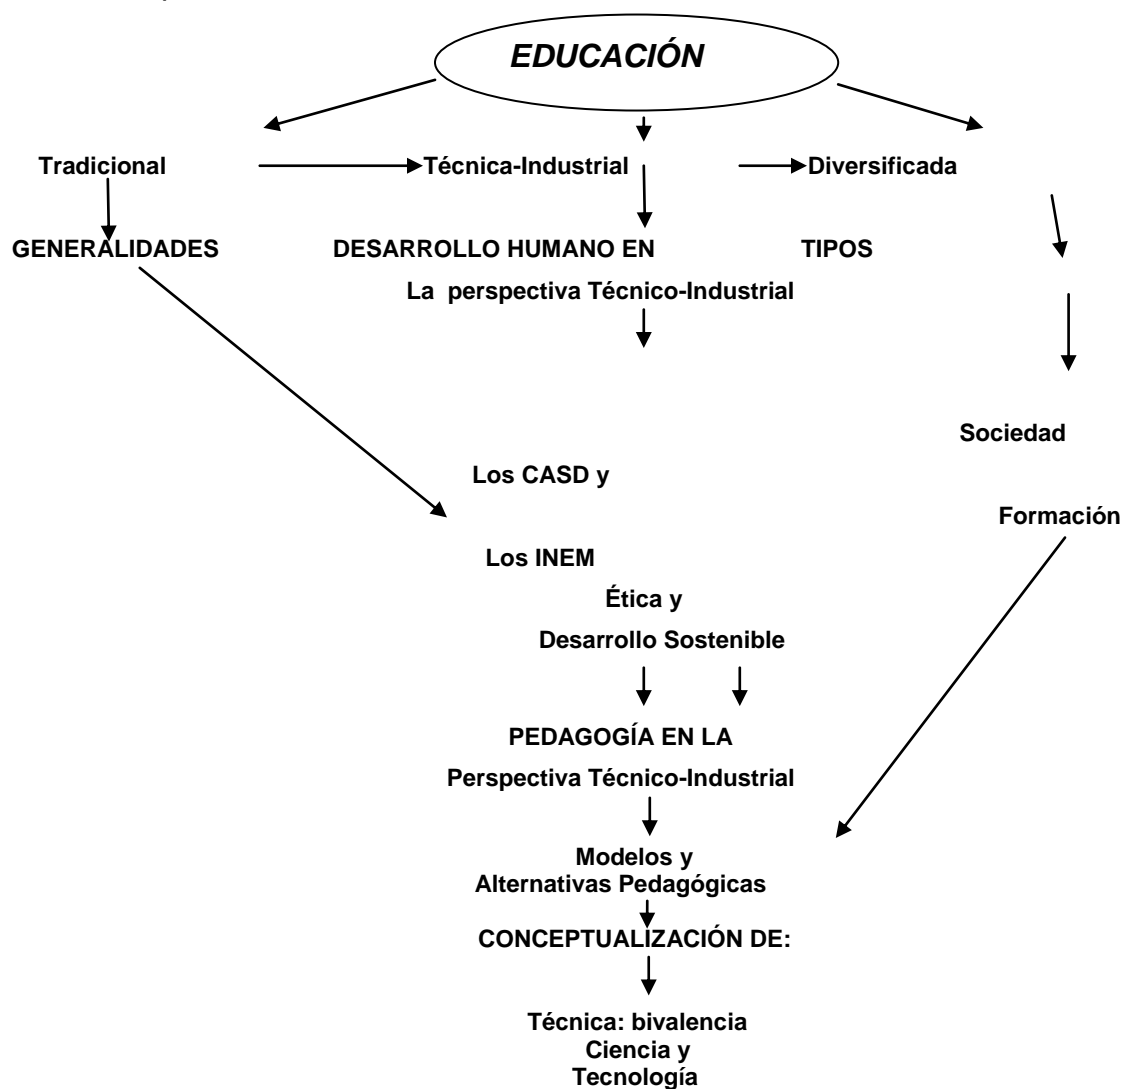 EDUCACIÓN
Tradicional Técnica-Industrial Diversificada
GENERALIDADES DESARROLLO HUMANO EN TIPOS
La perspectiva Técnico-Industrial
Sociedad
Los CASD y
Formación
Los INEM
Ética y
Desarrollo Sostenible
PEDAGOGÍA EN LA
Perspectiva Técnico-Industrial
Modelos y
Alternativas Pedagógicas
CONCEPTUALIZACIÓN DE:
Técnica: bivalencia
Ciencia y
Tecnología